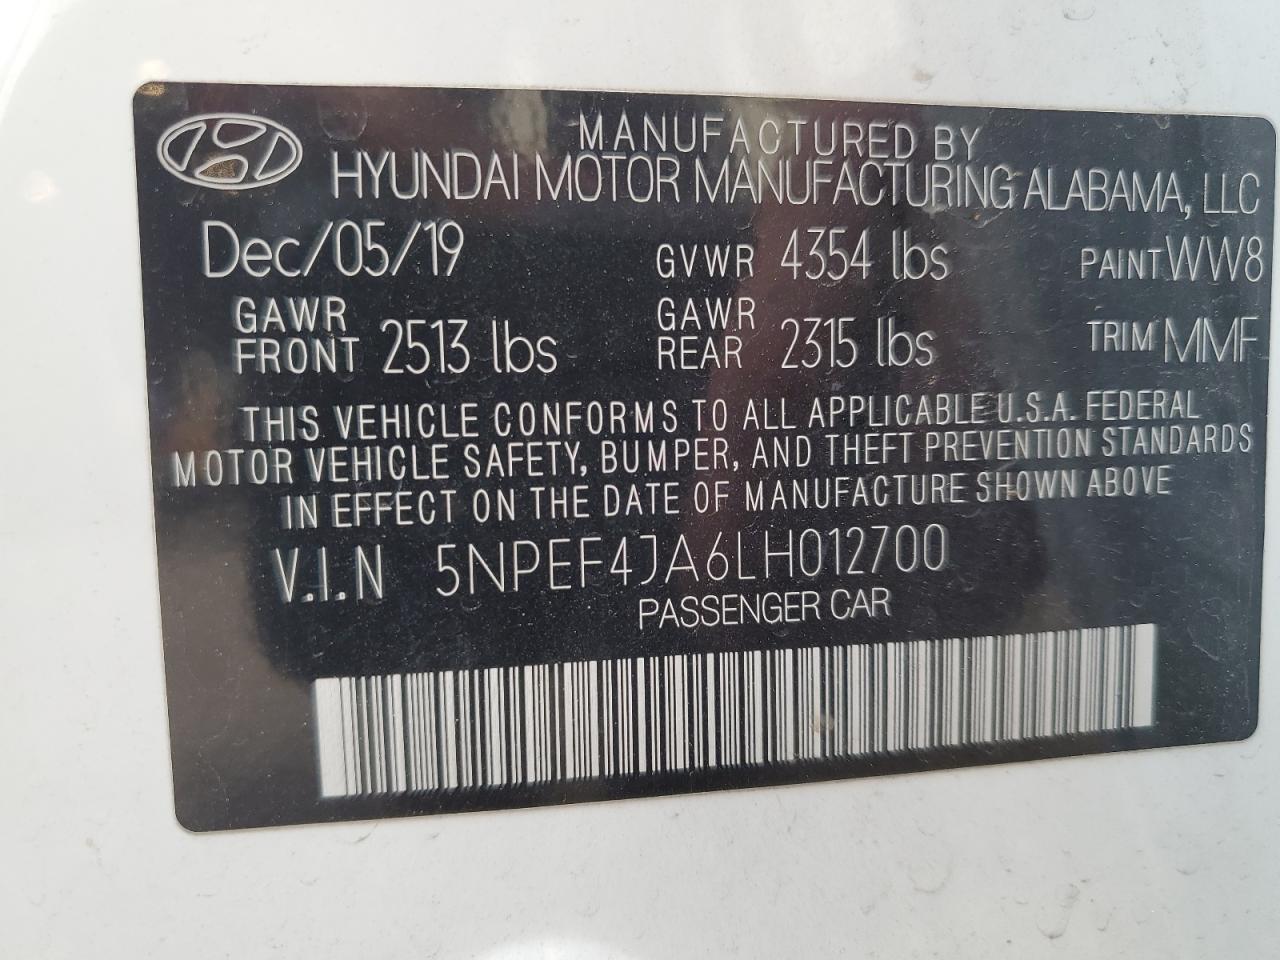 MANUFACTURED BY
HYUNDAI MOTOR MANUFACTURING ALABAMA, LLC
Dec/05/19 GVWR 4354 lbs PAINT WW8
GAWR FRONT 2513 lbs GAWR REAR 2315 lbs TRIM MMF
THIS VEHICLE CONFORMS TO ALL APPLICABLE U.S.A. FEDERAL
MOTOR VEHICLE SAFETY, BUMPER, AND THEFT PREVENTION STANDARDS
IN EFFECT ON THE DATE OF MANUFACTURE SHOWN ABOVE
V.I.N 5NPEF4JA6LH012700
PASSENGER CAR